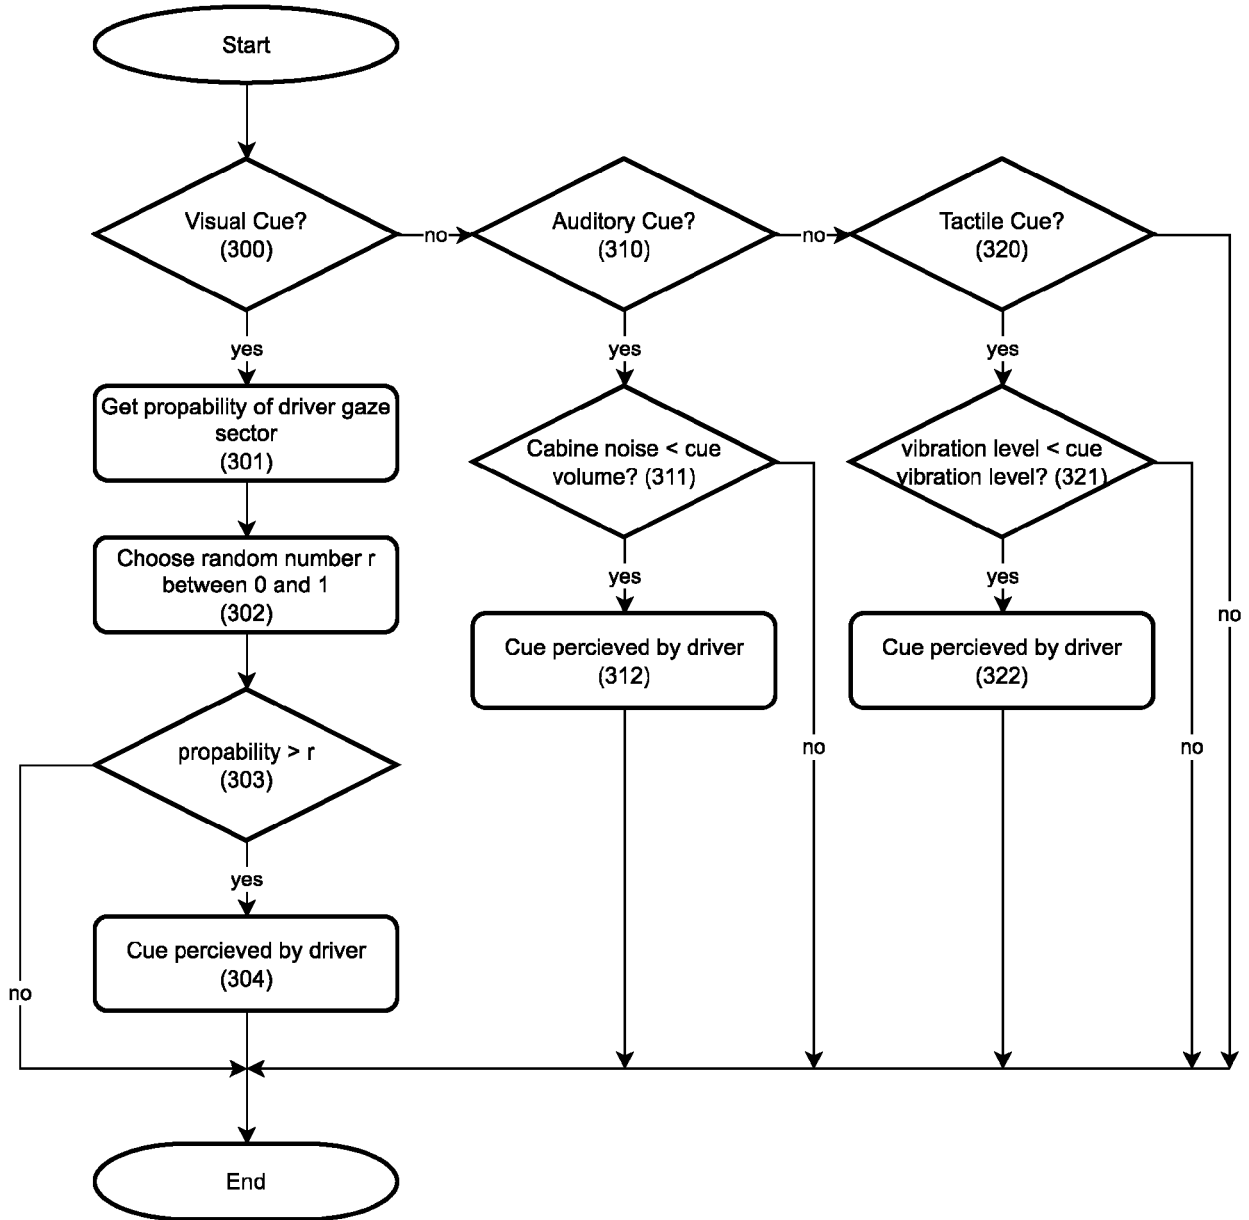 Start
Visual Cue?
(300)
no
Auditory Cue?
(310)
no
Tactile Cue?
(320)
yes
yes
yes
Get propability of driver gaze
sector
(301)
Cabine noise < cue
volume? (311)
vibration level < cue
vibration level? (321)
Choose random number r
between 0 and 1
(302)
yes
yes
no
Cue percieved by driver
(312)
Cue percieved by driver
(322)
propability > r
(303)
no
no
yes
Cue percieved by driver
(304)
no
End